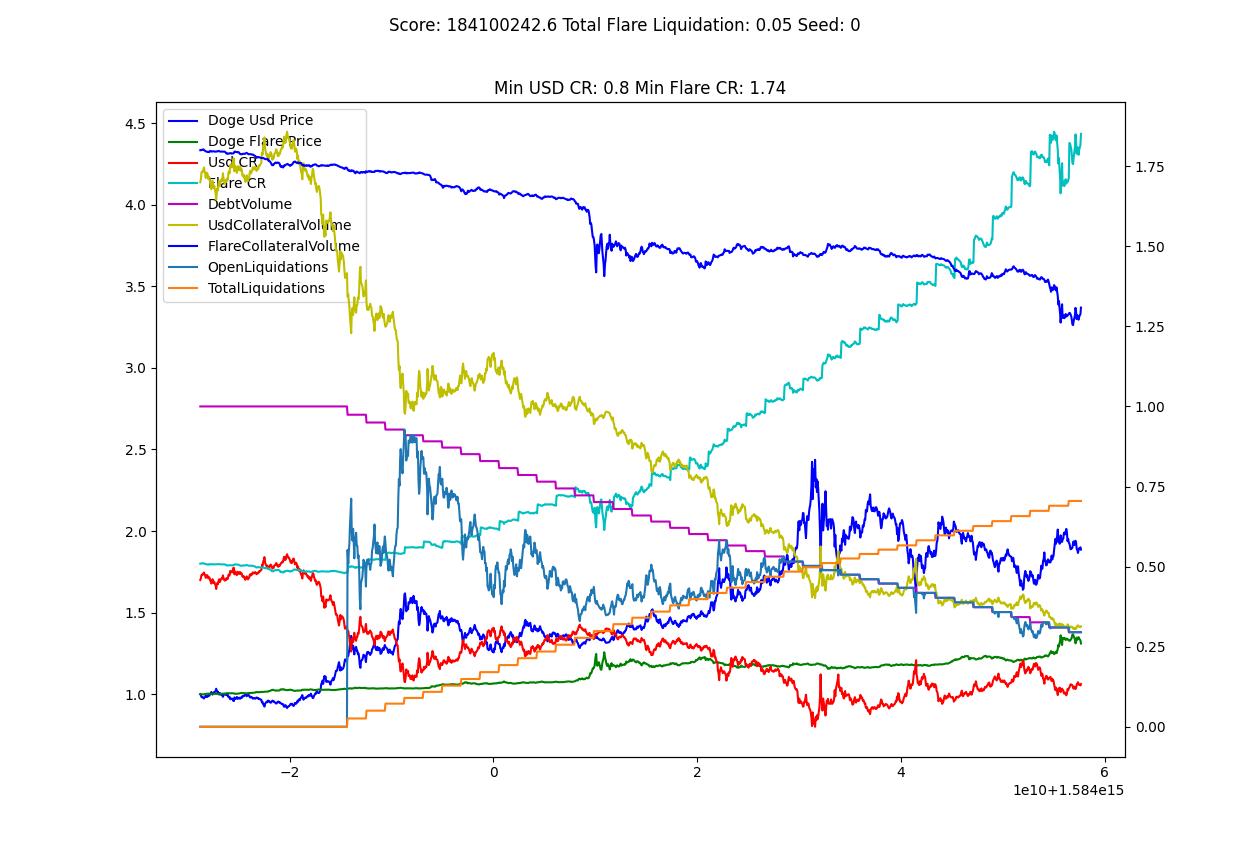 Score: 184100242.6 Total Flare Liquidation: 0.05 Seed: 0
Min USD CR: 0.8 Min Flare CR: 1.74
Doge Usd Price
Doge Flare Price
Usd CR
Flare CR
DebtVolume
UsdCollateralVolume
FlareCollateralVolume
OpenLiquidations
TotalLiquidations
4.5
4.0
3.5
3.0
2.5
2.0
1.5
1.0
1.75
1.50
1.25
1.00
0.75
0.50
0.25
0.00
−2
0
2
4
6
1e10+1.584e15